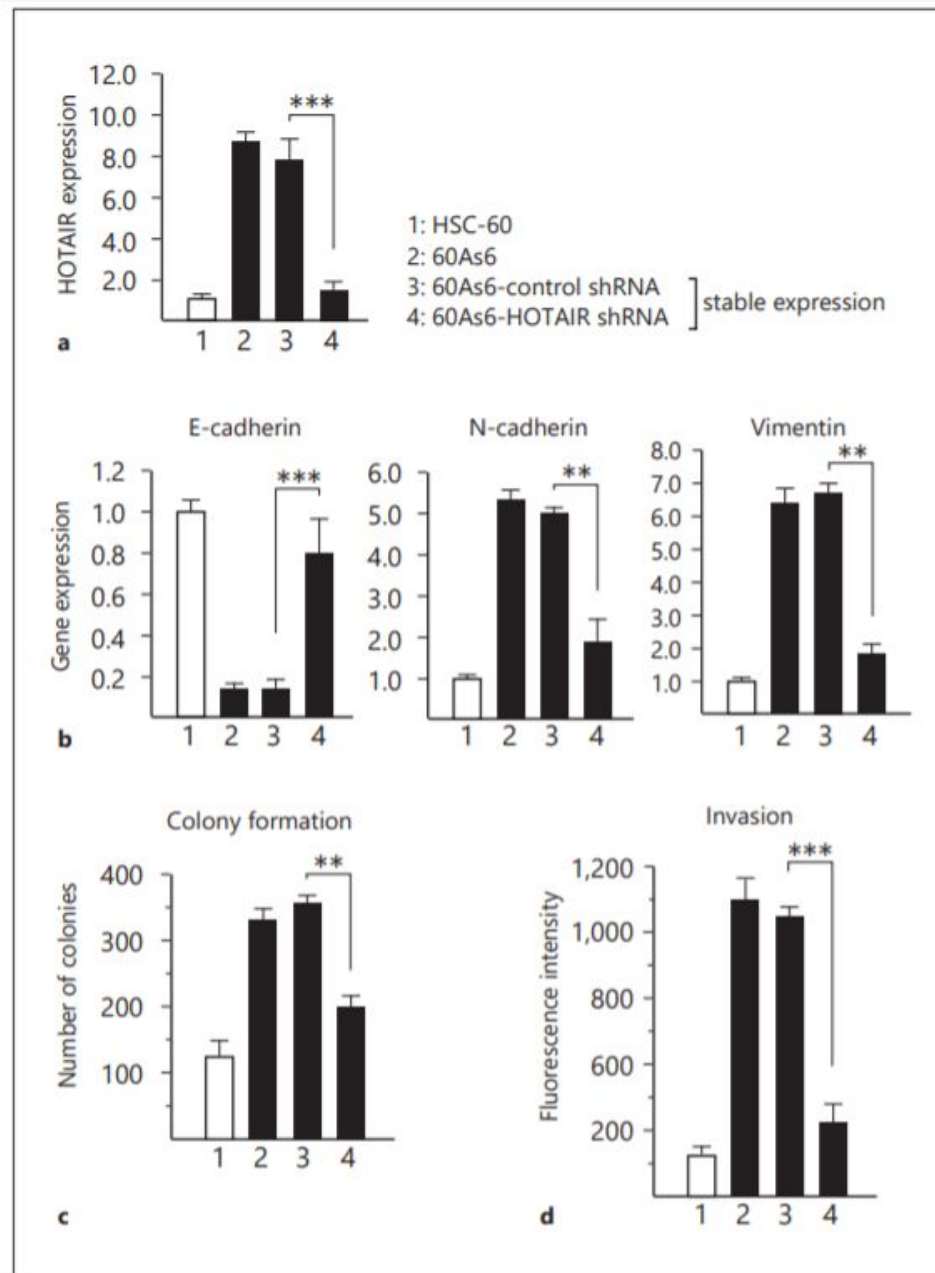 12.0
10.0
8.0
6.0
4.0
2.0
HOTAIR expression
***
1 2 3 4
a
1: HSC-60
2: 60As6
3: 60As6-control shRNA
4: 60As6-HOTAIR shRNA
stable expression
E-cadherin
1.2
1.0
0.8
0.6
0.4
0.2
Gene expression
***
1 2 3 4
b
N-cadherin
6.0
5.0
4.0
3.0
2.0
1.0
**
1 2 3 4
Vimentin
8.0
7.0
6.0
5.0
4.0
3.0
2.0
1.0
**
1 2 3 4
Colony formation
400
300
200
100
Number of colonies
**
1 2 3 4
c
Invasion
1,200
1,000
800
600
200
Fluorescence intensity
***
1 2 3 4
d